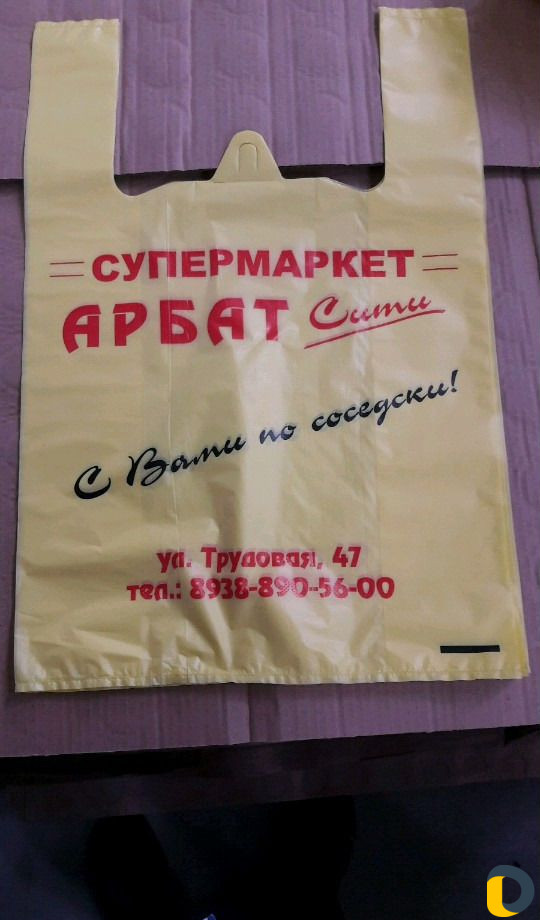 СУПЕРМАРКЕТ
АРБАТ Сити
С Вами по соседски!
ул. Трудовая, 47
тел.: 8938-890-56-00